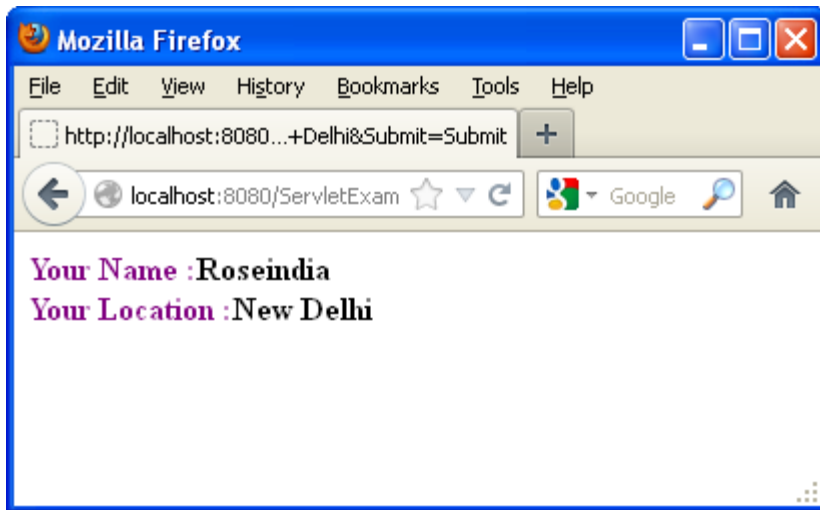 Mozilla Firefox
File Edit View History Bookmarks Tools Help
http://localhost:8080...+Delhi&Submit=Submit +
localhost:8080/ServletExam Google
Your Name :Roseindia
Your Location :New Delhi